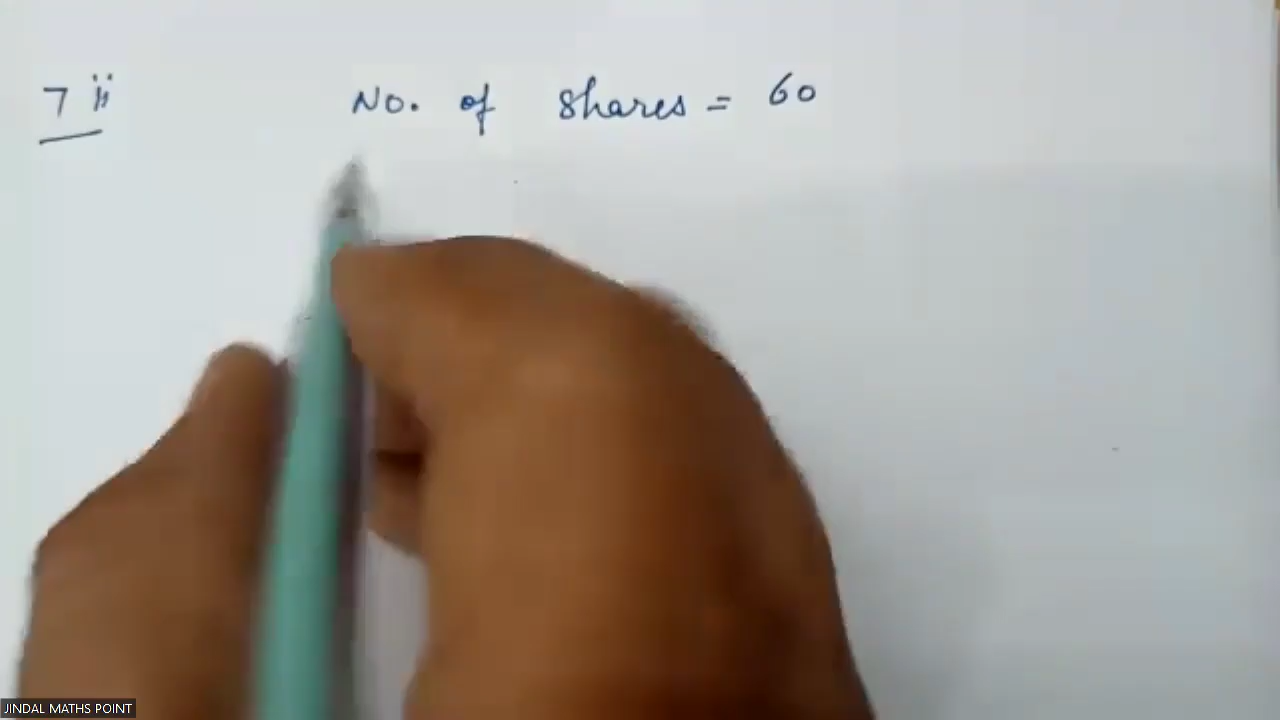 7 ii No. of shares = 60
JINDAL MATHS POINT